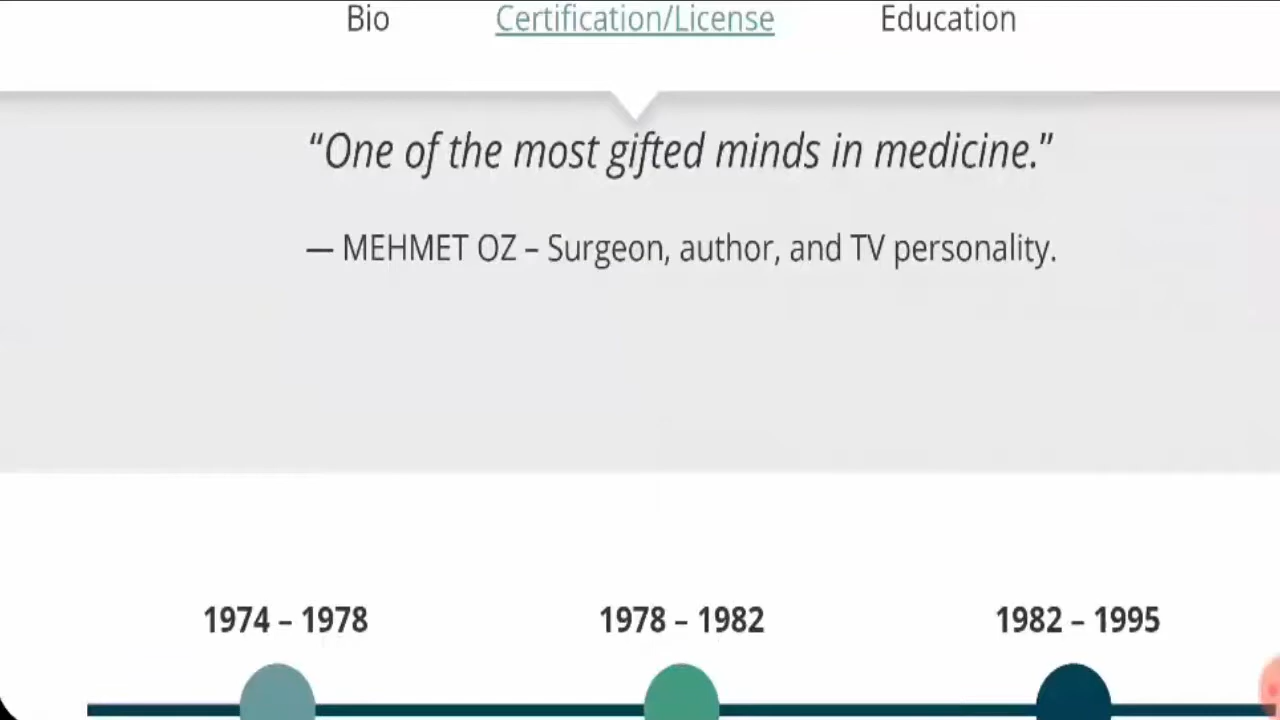 Bio Certification/License Education
“One of the most gifted minds in medicine.”
— MEHMET OZ – Surgeon, author, and TV personality.
1974 – 1978 1978 – 1982 1982 – 1995